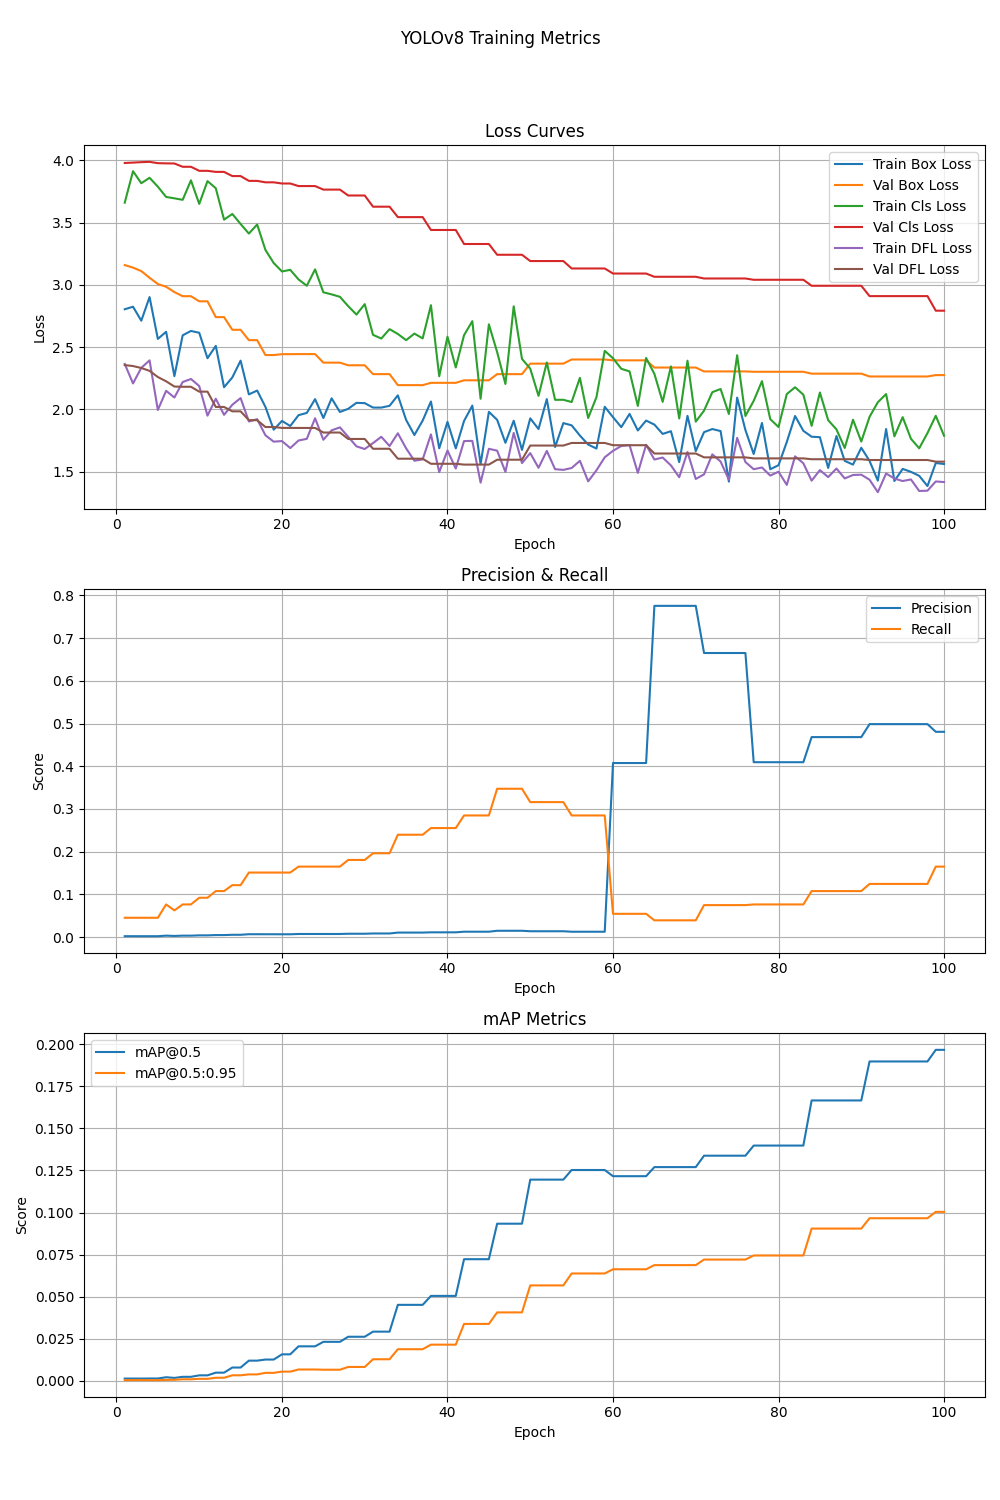 YOLOv8 Training Metrics
Loss Curves
4.0
3.5
3.0
2.5
2.0
1.5
Loss
Train Box Loss
Val Box Loss
Train Cls Loss
Val Cls Loss
Train DFL Loss
Val DFL Loss
0 20 40 60 80 100
Epoch
Precision & Recall
0.8
0.7
0.6
0.5
0.4
0.3
0.2
0.1
0.0
Score
Precision
Recall
0 20 40 60 80 100
Epoch
mAP Metrics
0.200
0.175
0.150
0.125
0.100
0.075
0.050
0.025
0.000
Score
mAP@0.5
mAP@0.5:0.95
0 20 40 60 80 100
Epoch